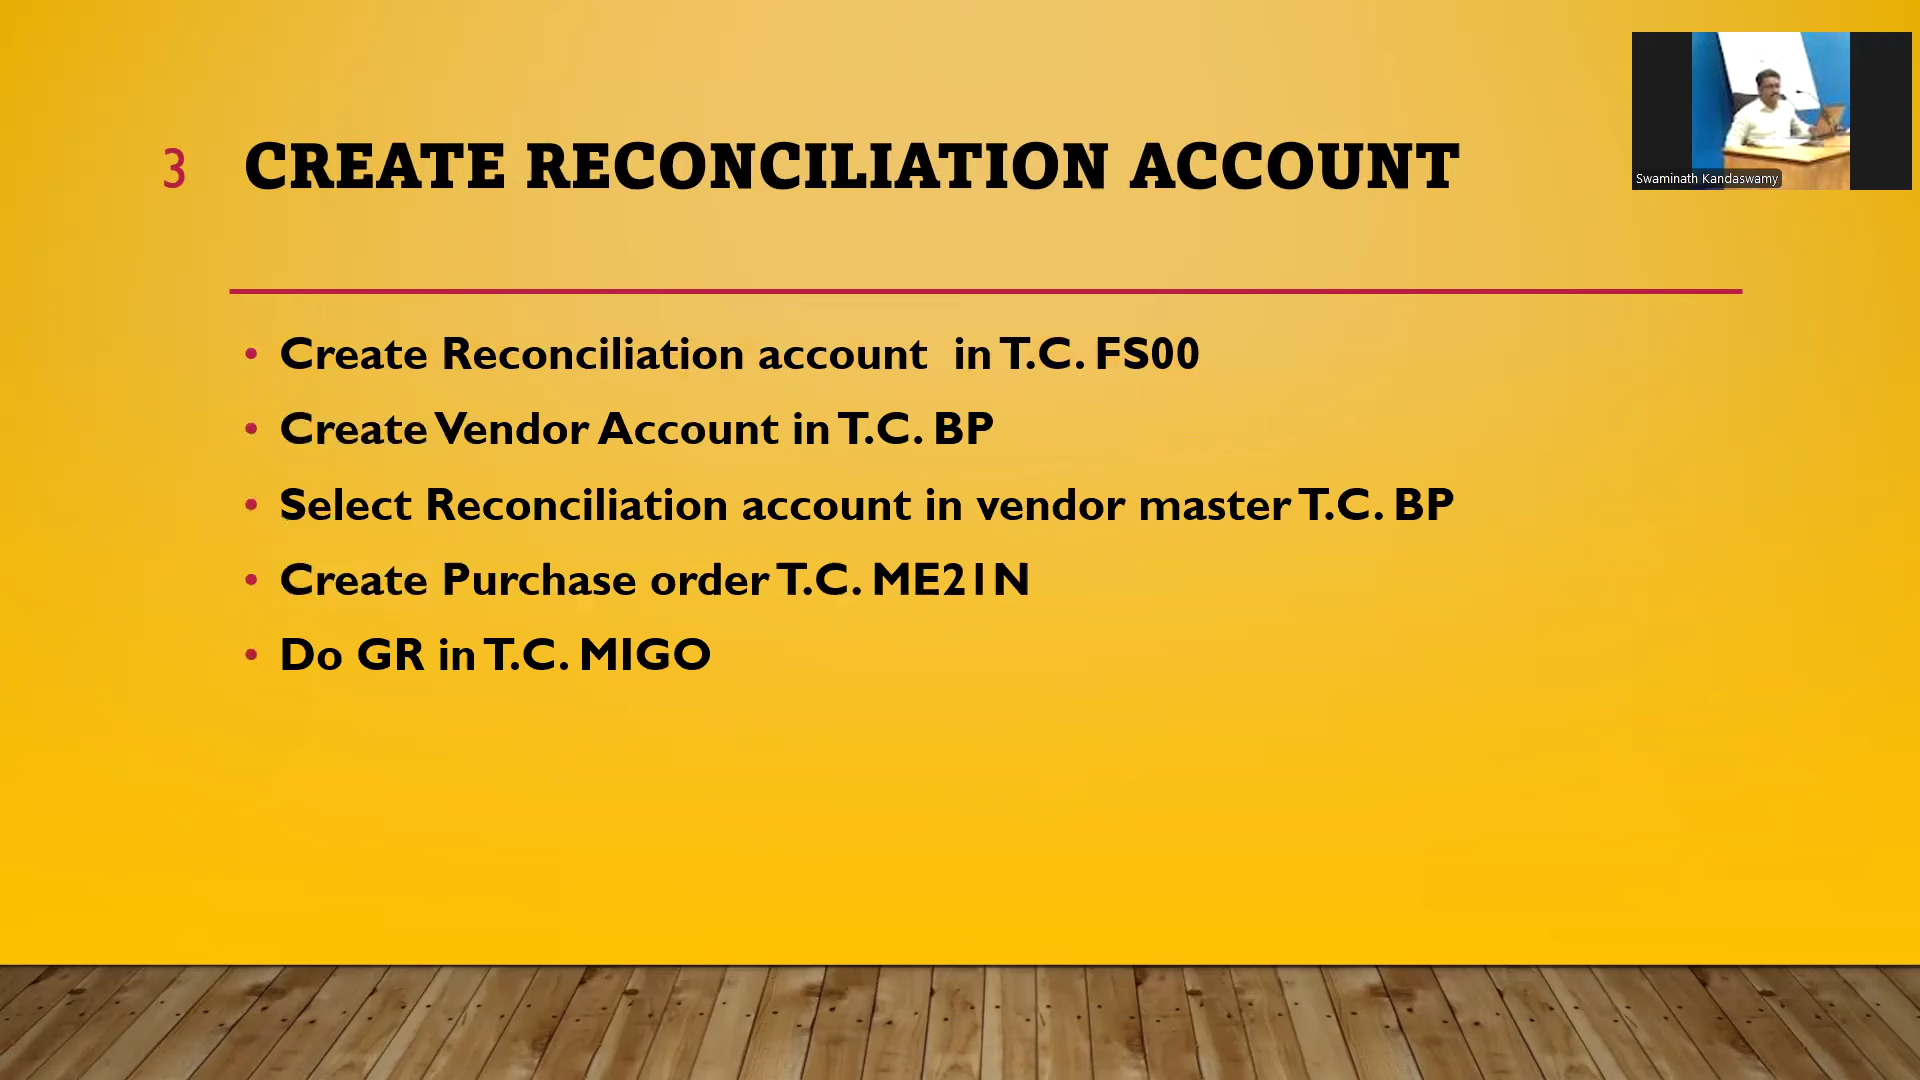 3 CREATE RECONCILIATION ACCOUNT
Swaminath Kandaswamy
• Create Reconciliation account in T.C. FS00
• Create Vendor Account in T.C. BP
• Select Reconciliation account in vendor master T.C. BP
• Create Purchase order T.C. ME21N
• Do GR in T.C. MIGO